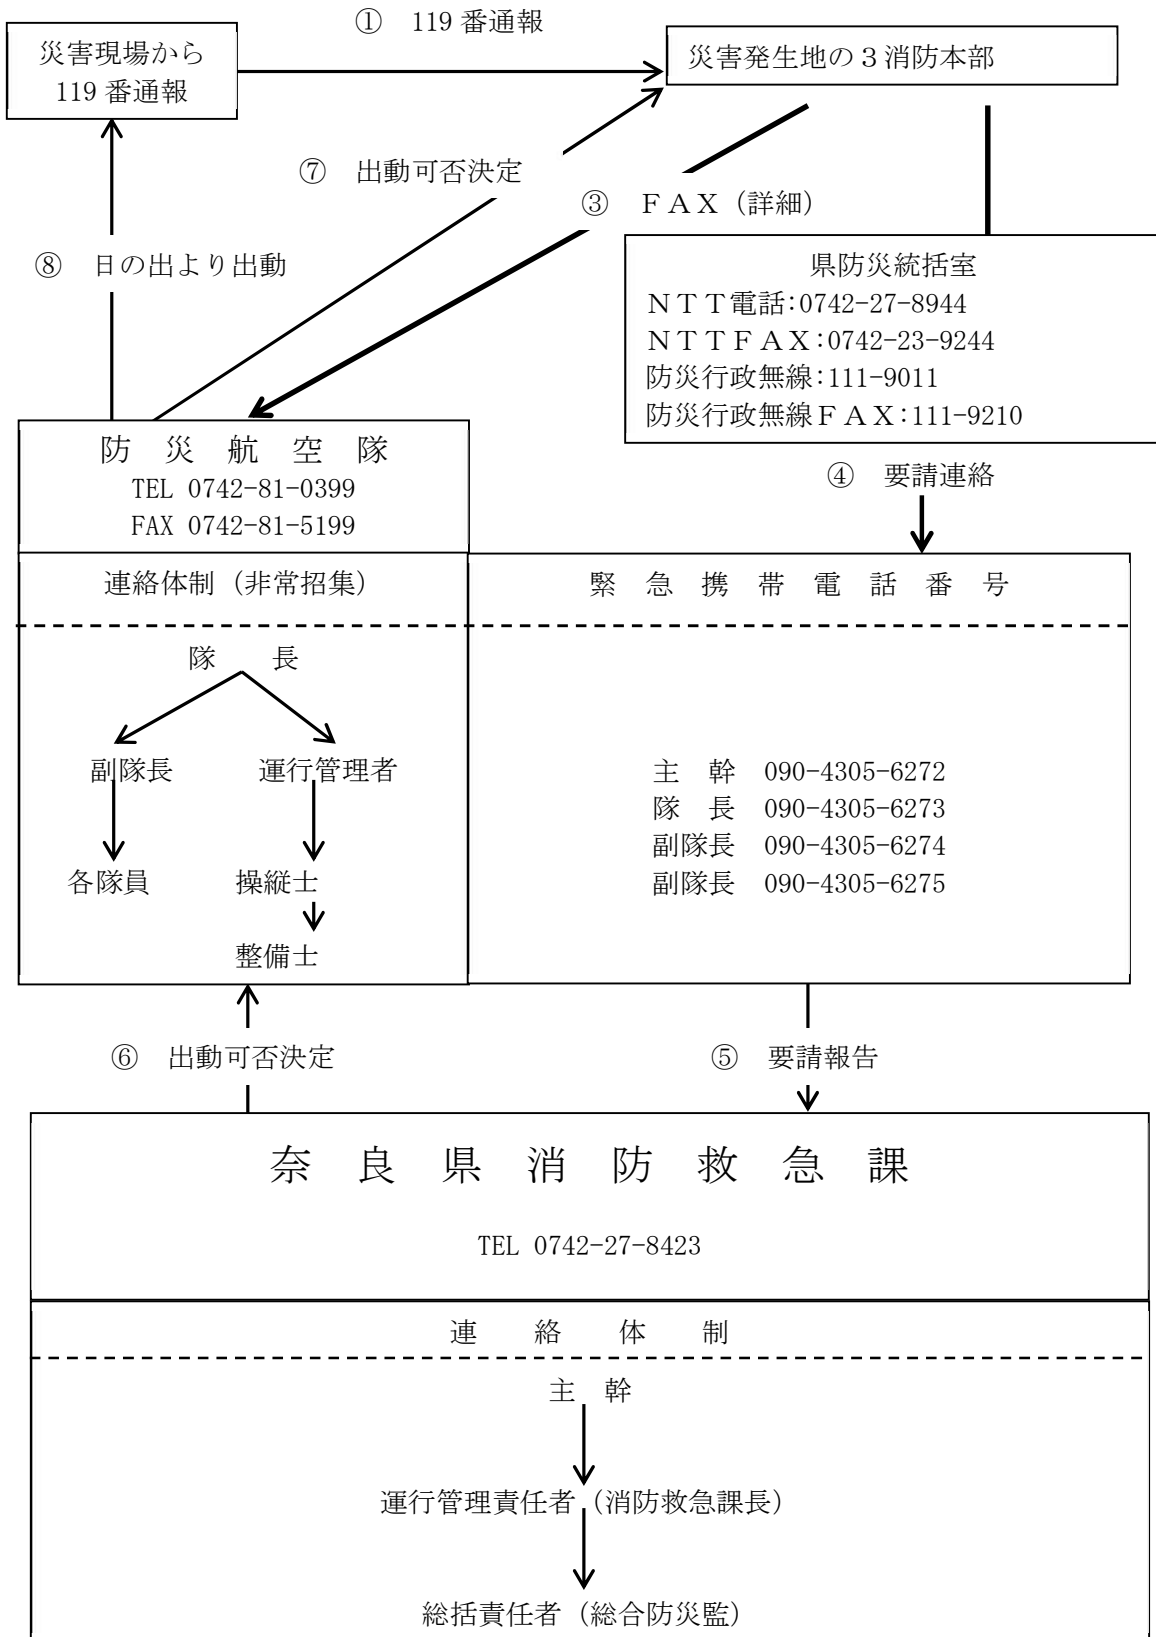 ① 119番通報
災害現場から
119番通報
災害発生地の3消防本部
⑦ 出動可否決定
③ FAX(詳細)
⑧ 日の出より出動
県防災統括室
NTT電話:0742-27-8944
NTTFAX:0742-23-9244
防災行政無線:111-9011
防災行政無線FAX:111-9210
防災航空隊
TEL 0742-81-0399
FAX 0742-81-5199
④ 要請連絡
連絡体制(非常招集)
緊急携帯電話番号
隊長
副隊長 運行管理者
各隊員 操縦士
整備士
主幹 090-4305-6272
隊長 090-4305-6273
副隊長 090-4305-6274
副隊長 090-4305-6275
⑥ 出動可否決定
⑤ 要請報告
奈良県消防救急課
TEL 0742-27-8423
連絡体制
主幹
運行管理責任者(消防救急課長)
総括責任者(総合防災監)